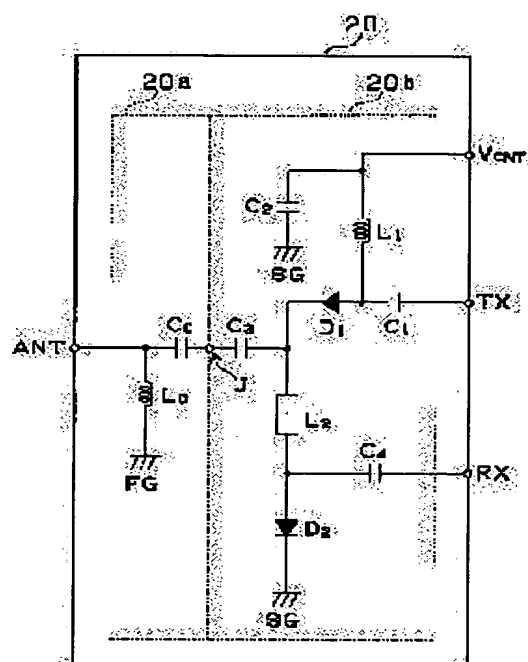 20
20a
20b
VCNT
C2
L1
SG
TX
D1
C1
ANT
C0
C3
J
L0
L2
FG
C4
RX
D2
SG